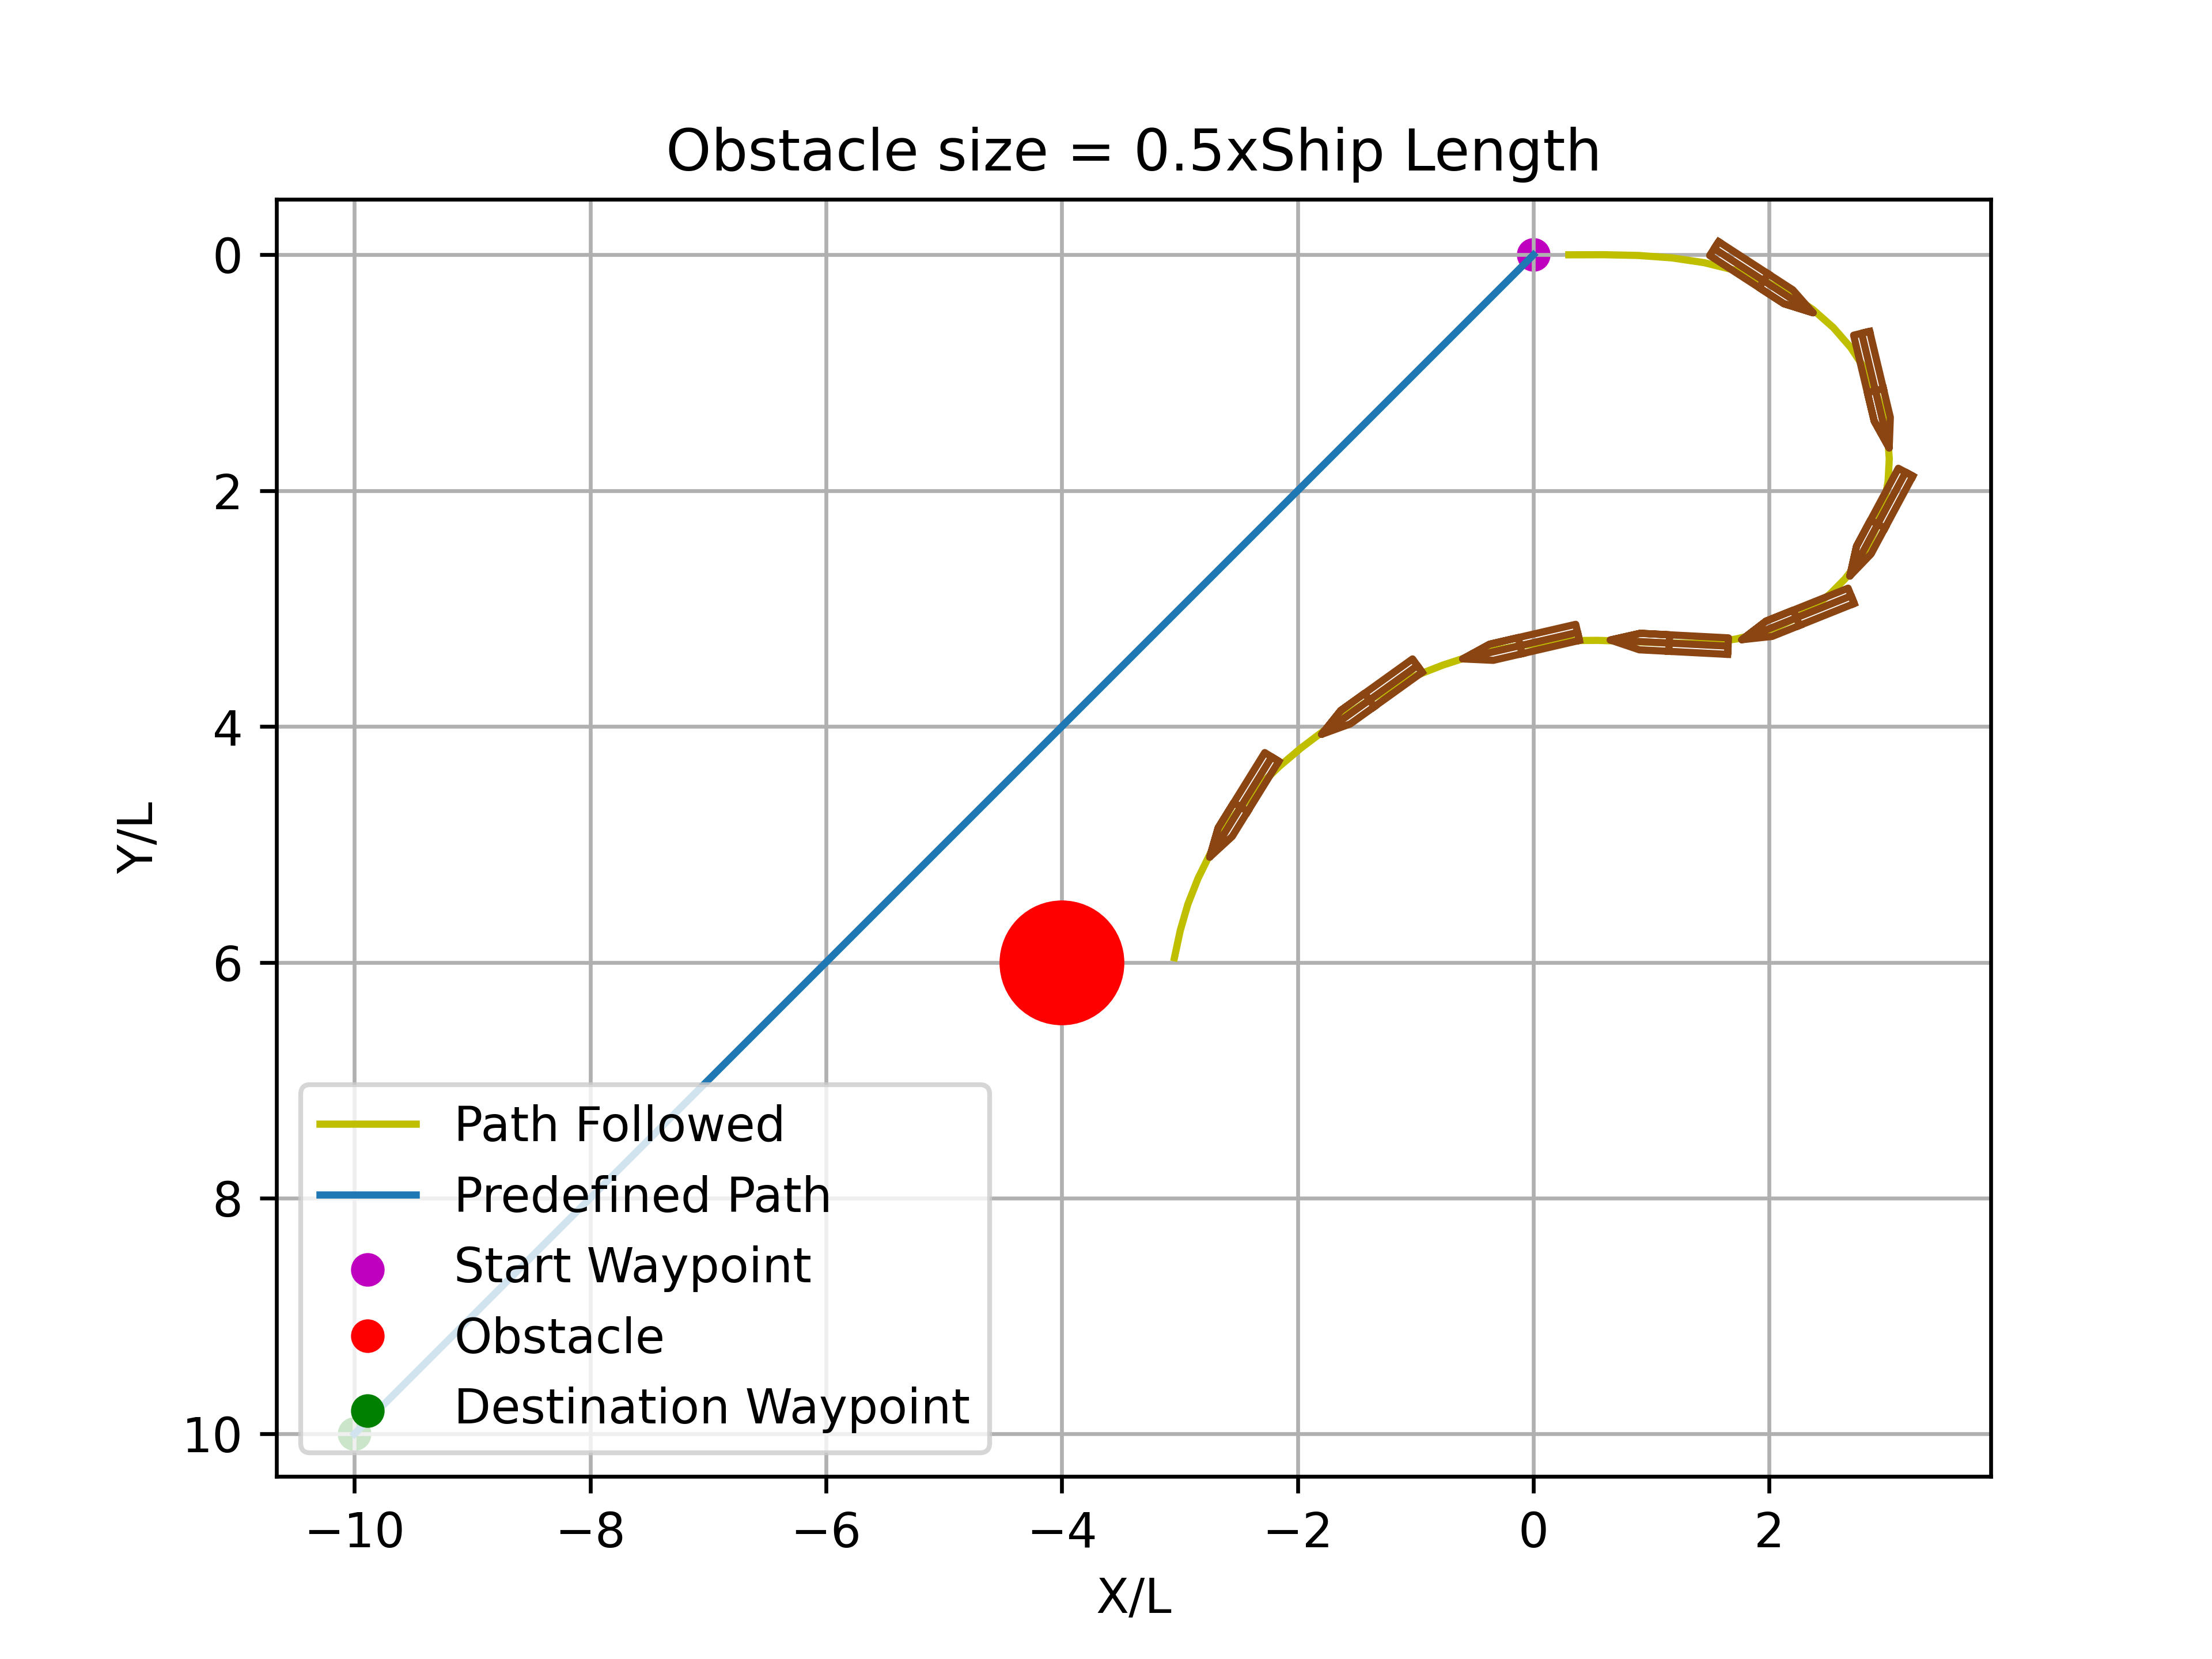 Obstacle size = 0.5xShip Length
0
2
4
6
8
10
Y/L
Path Followed
Predefined Path
Start Waypoint
Obstacle
Destination Waypoint
−10 −8 −6 −4 −2 0 2
X/L